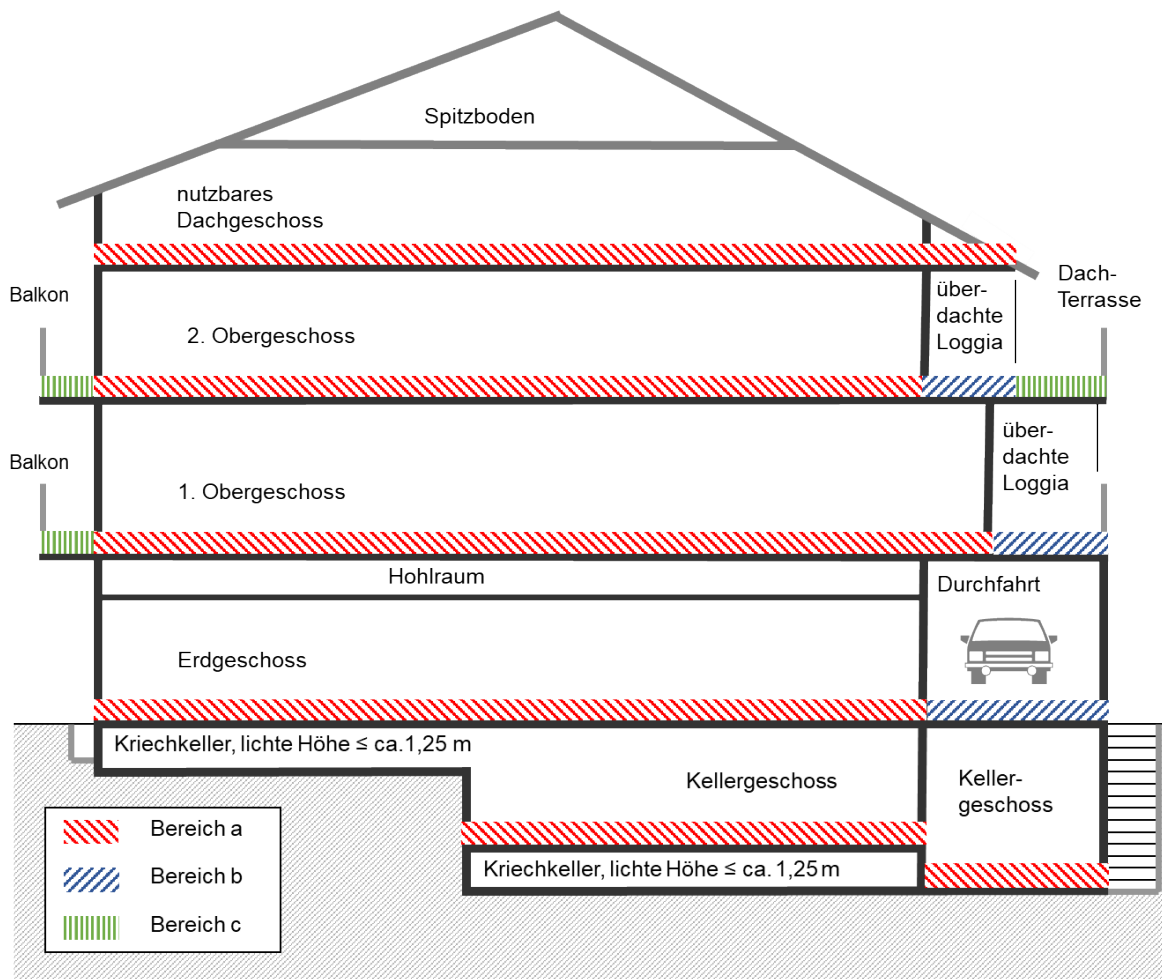 Spitzboden
nutzbares
Dachgeschoss
Balkon
2. Obergeschoss
über-
dachte
Loggia
Dach-
Terrasse
Balkon
1. Obergeschoss
über-
dachte
Loggia
Hohlraum
Durchfahrt
Erdgeschoss
Kriechkeller, lichte Höhe ≤ ca.1,25 m
Kellergeschoss
Keller-
geschoss
Kriechkeller, lichte Höhe ≤ ca. 1,25 m
Bereich a
Bereich b
Bereich c